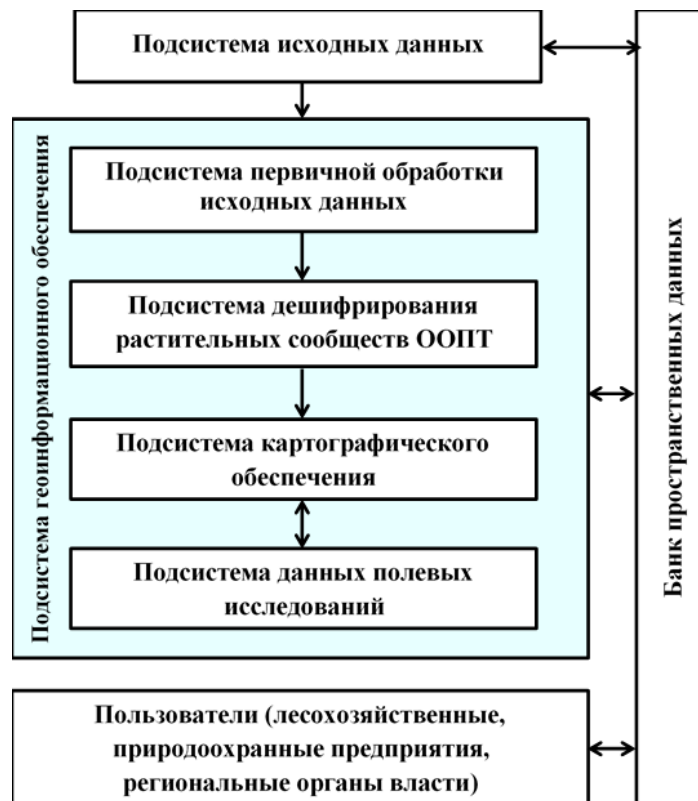 Подсистема исходных данных
Подсистема геоинформационного обеспечения
Подсистема первичной обработки
исходных данных
Подсистема дешифрирования
растительных сообществ ООПТ
Подсистема картографического
обеспечения
Подсистема данных полевых
исследований
Банк пространственных данных
Пользователи (лесохозяйственные,
природоохранные предприятия,
региональные органы власти)